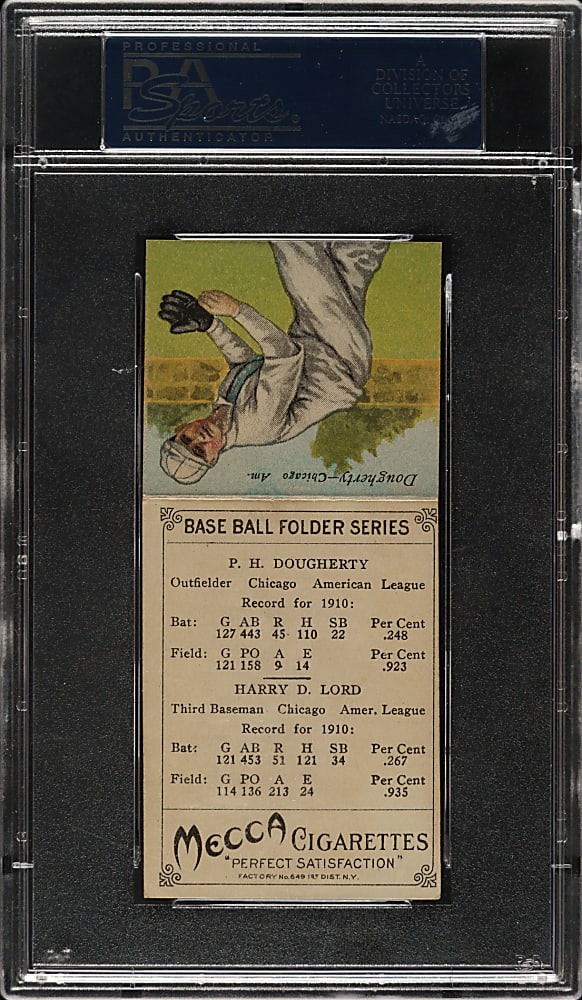 PROFESSIONAL
PSA
Sports®
AUTHENTICATOR
A
DIVISION OF
COLLECTORS
UNIVERSE
Dougherty—Chicago Am.
BASE BALL FOLDER SERIES
P. H. DOUGHERTY
Outfielder Chicago American League
Record for 1910:
Bat: G AB R H SB Per Cent
127 443 45 110 22 .248
Field: G PO A E Per Cent
121 158 9 14 .923
HARRY D. LORD
Third Baseman Chicago Amer. League
Record for 1910:
Bat: G AB R H SB Per Cent
121 453 51 121 34 .267
Field: G PO A E Per Cent
114 136 213 24 .935
MECCA CIGARETTES
"PERFECT SATISFACTION"
FACTORY No. 649 1ST DIST. N.Y.